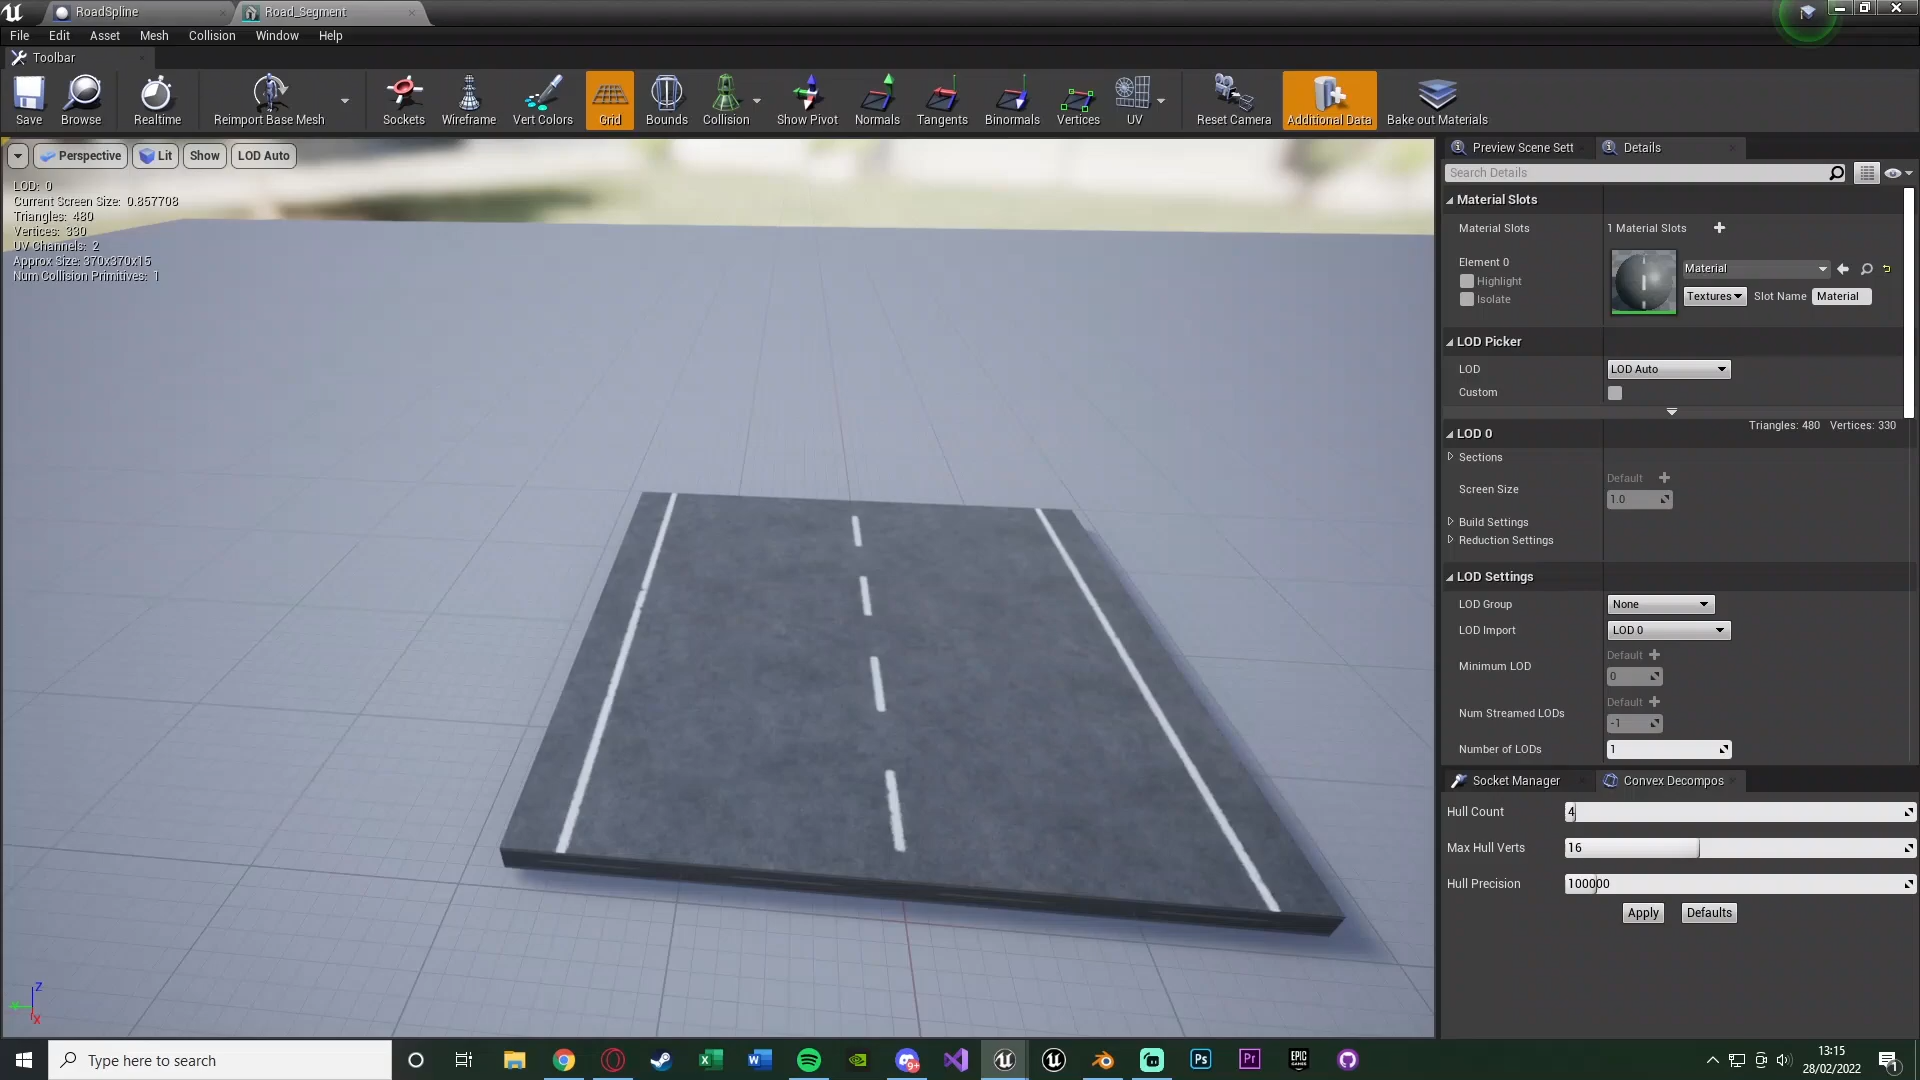 RoadSpline
Road_Segment
File Edit Asset Mesh Collision Window Help
Toolbar
Save Browse Realtime Reimport Base Mesh Sockets Wireframe Vert Colors Grid Bounds Collision Show Pivot Normals Tangents Binormals Vertices UV Reset Camera Additional Data Bake out Materials
Perspective Lit Show LOD Auto
LOD: 0
Current Screen Size: 0.857708
Triangles: 480
Vertices: 330
UV Channels: 2
Approx Size: 370x370x15
Num Collision Primitives: 1
Z
X
Preview Scene Sett Details
Search Details
Material Slots
Material Slots 1 Material Slots
Element 0
Highlight
Isolate
Material
Textures Slot Name Material
LOD Picker
LOD LOD Auto
Custom
LOD 0
Triangles: 480 Vertices: 330
Sections
Screen Size Default
1.0
Build Settings
Reduction Settings
LOD Settings
LOD Group None
LOD Import LOD 0
Minimum LOD Default
0
Num Streamed LODs Default
-1
Number of LODs 1
Socket Manager Convex Decompos
Hull Count 4
Max Hull Verts 16
Hull Precision 100000
Apply Defaults
Type here to search
9+
Ps
Pr
EPIC GAMES
13:15
28/02/2022
1